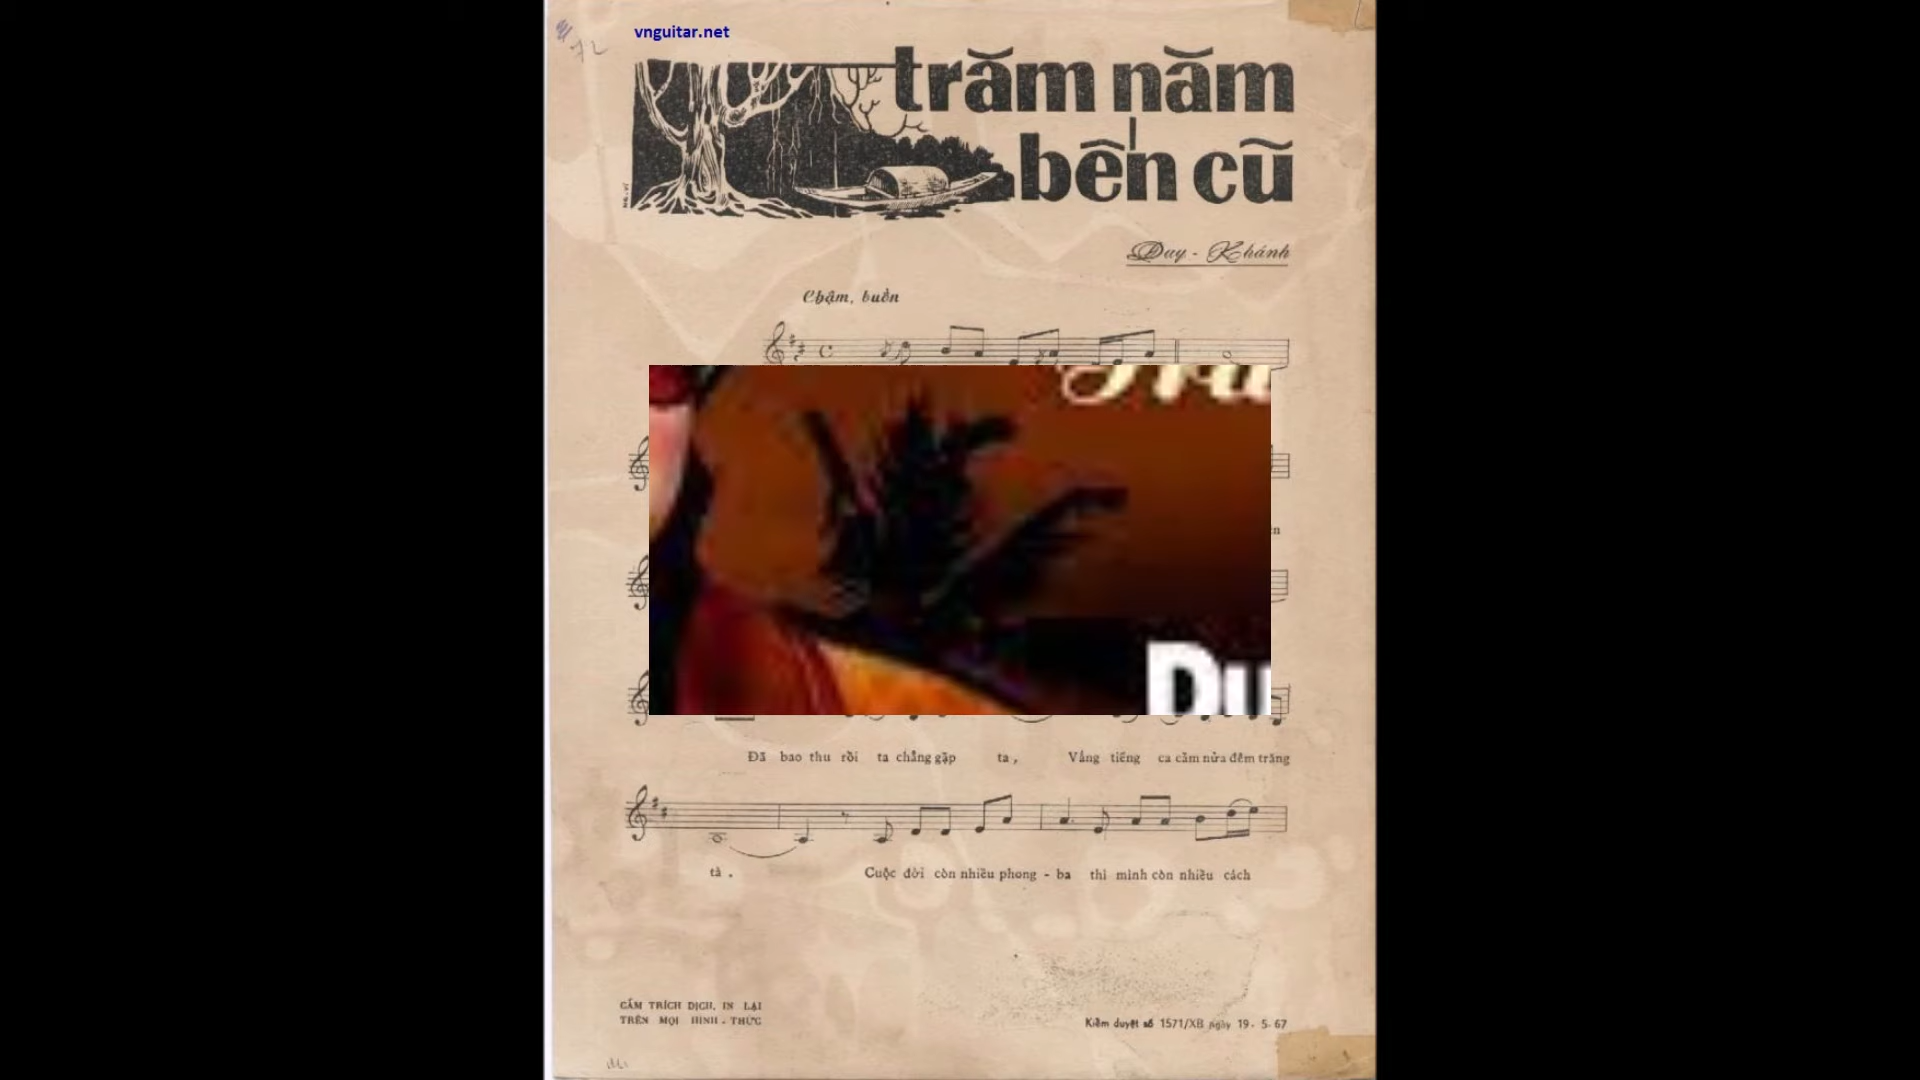 vnguitar.net
trăm năm
bến cũ
Duy - Khánh
Chậm, buồn
Đã bao thu rồi ta chẳng gặp ta, Vắng tiếng ca cầm nửa đêm trăng
tà. Cuộc đời còn nhiều phong - ba thì mình còn nhiều cách
CẤM TRÍCH DỊCH, IN LẠI
TRÊN MỌI HÌNH - THỨC
Kiểm duyệt số 1571/XB ngày 19-5-67